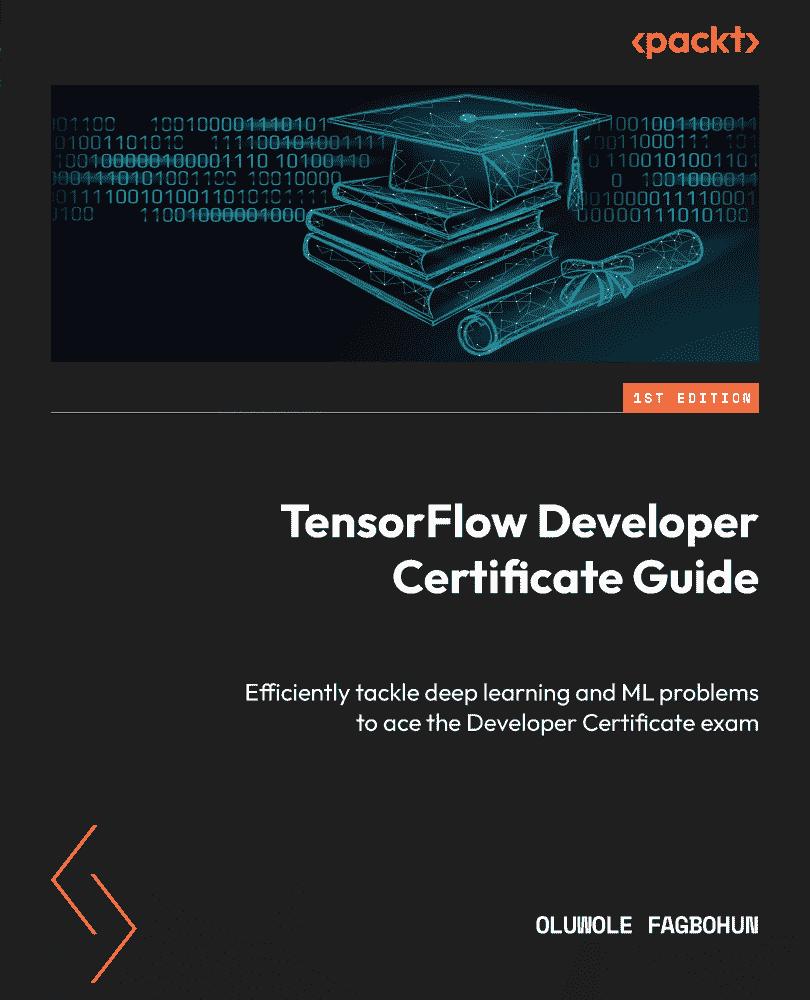 <packt>
1ST EDITION
TensorFlow Developer
Certificate Guide
Efficiently tackle deep learning and ML problems
to ace the Developer Certificate exam
OLUWOLE FAGBOHUN